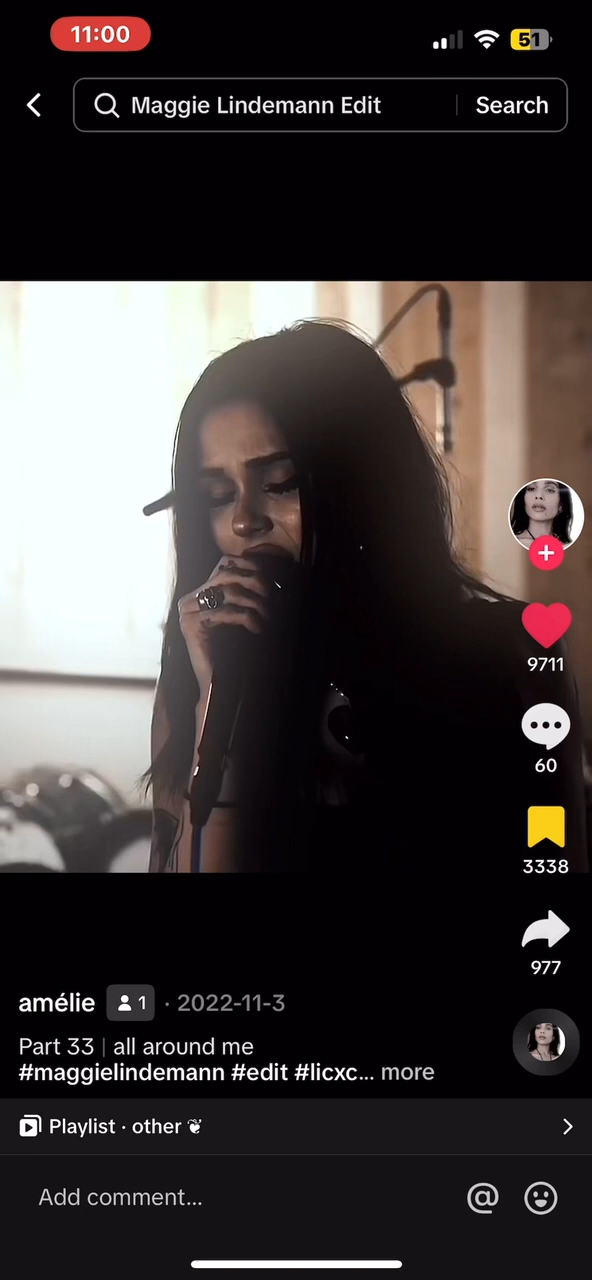 11:00
51
Maggie Lindemann Edit
Search
9711
60
3338
977
amélie 1 · 2022-11-3
Part 33 | all around me
#maggielindemann #edit #licxc... more
Playlist · other ❦
Add comment...